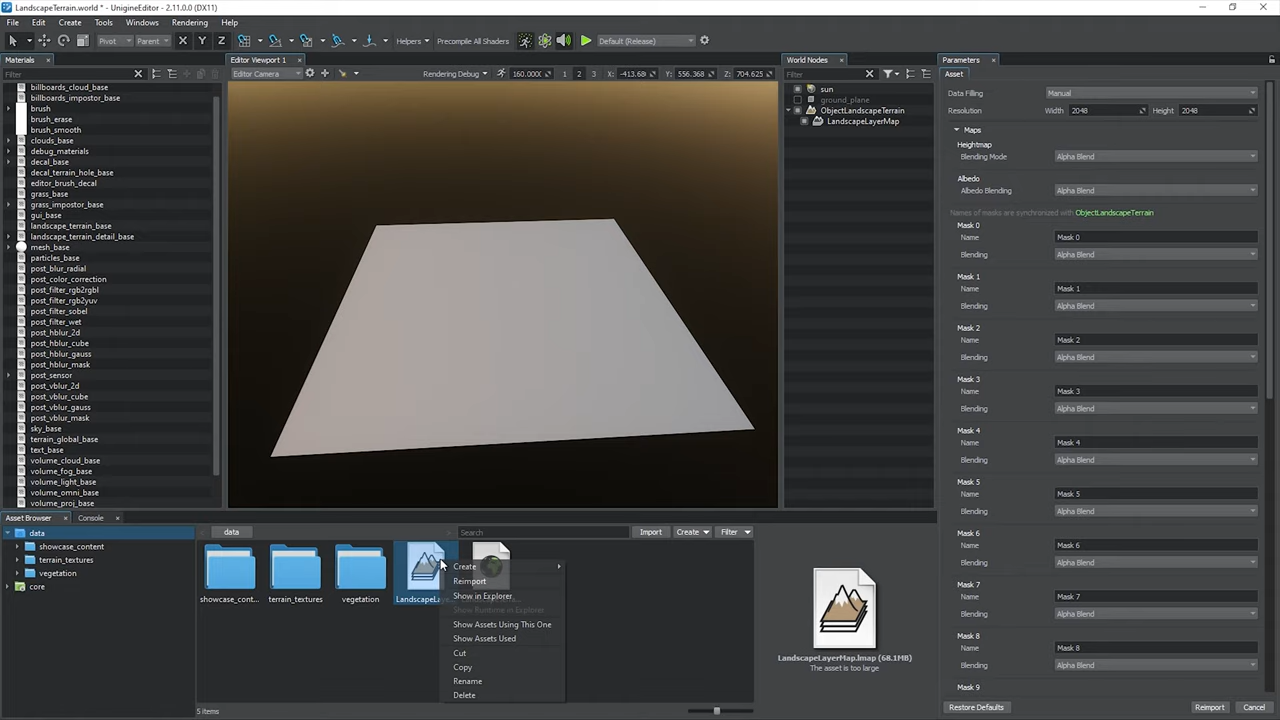 LandscapeTerrain.world * - UnigineEditor - 2.11.0.0 (DX11)
File Edit Create Tools Windows Rendering Help
Pivot Parent X Y Z Helpers Precompile All Shaders Default (Release)
Materials
Filter
billboards_cloud_base
billboards_impostor_base
brush
brush_erase
brush_smooth
clouds_base
debug_materials
decal_base
decal_terrain_hole_base
editor_brush_decal
grass_base
grass_impostor_base
gui_base
landscape_terrain_base
landscape_terrain_detail_base
mesh_base
particles_base
post_blur_radial
post_color_correction
post_filter_rgb2rgbl
post_filter_rgb2yuv
post_filter_sobel
post_filter_wet
post_hblur_2d
post_hblur_cube
post_hblur_gauss
post_hblur_mask
post_sensor
post_vblur_2d
post_vblur_cube
post_vblur_gauss
post_vblur_mask
sky_base
terrain_global_base
text_base
volume_cloud_base
volume_fog_base
volume_light_base
volume_omni_base
volume_proj_base
Editor Viewport 1
Editor Camera Rendering Debug 160.0000 1 2 3 X: -413.686 Y: 556.368 Z: 704.625
World Nodes
Filter
sun
ground_plane
ObjectLandscapeTerrain
LandscapeLayerMap
Parameters
Asset
Data Filling Manual
Resolution Width 2048 Height 2048
Maps
Heightmap
Blending Mode Alpha Blend
Albedo
Albedo Blending Alpha Blend
Names of masks are synchronized with ObjectLandscapeTerrain
Mask 0
Name Mask 0
Blending Alpha Blend
Mask 1
Name Mask 1
Blending Alpha Blend
Mask 2
Name Mask 2
Blending Alpha Blend
Mask 3
Name Mask 3
Blending Alpha Blend
Mask 4
Name Mask 4
Blending Alpha Blend
Mask 5
Name Mask 5
Blending Alpha Blend
Mask 6
Name Mask 6
Blending Alpha Blend
Mask 7
Name Mask 7
Blending Alpha Blend
Mask 8
Name Mask 8
Blending Alpha Blend
Mask 9
Restore Defaults Reimport Cancel
Asset Browser Console
data
showcase_content
terrain_textures
vegetation
core
data Search Import Create Filter
showcase_cont... terrain_textures vegetation LandscapeLay
Create
Reimport
Show in Explorer
Show Runtime in Explorer
Show Assets Using This One
Show Assets Used
Cut
Copy
Rename
Delete
LandscapeLayerMap.lmap (68.1MB)
The asset is too large
5 items